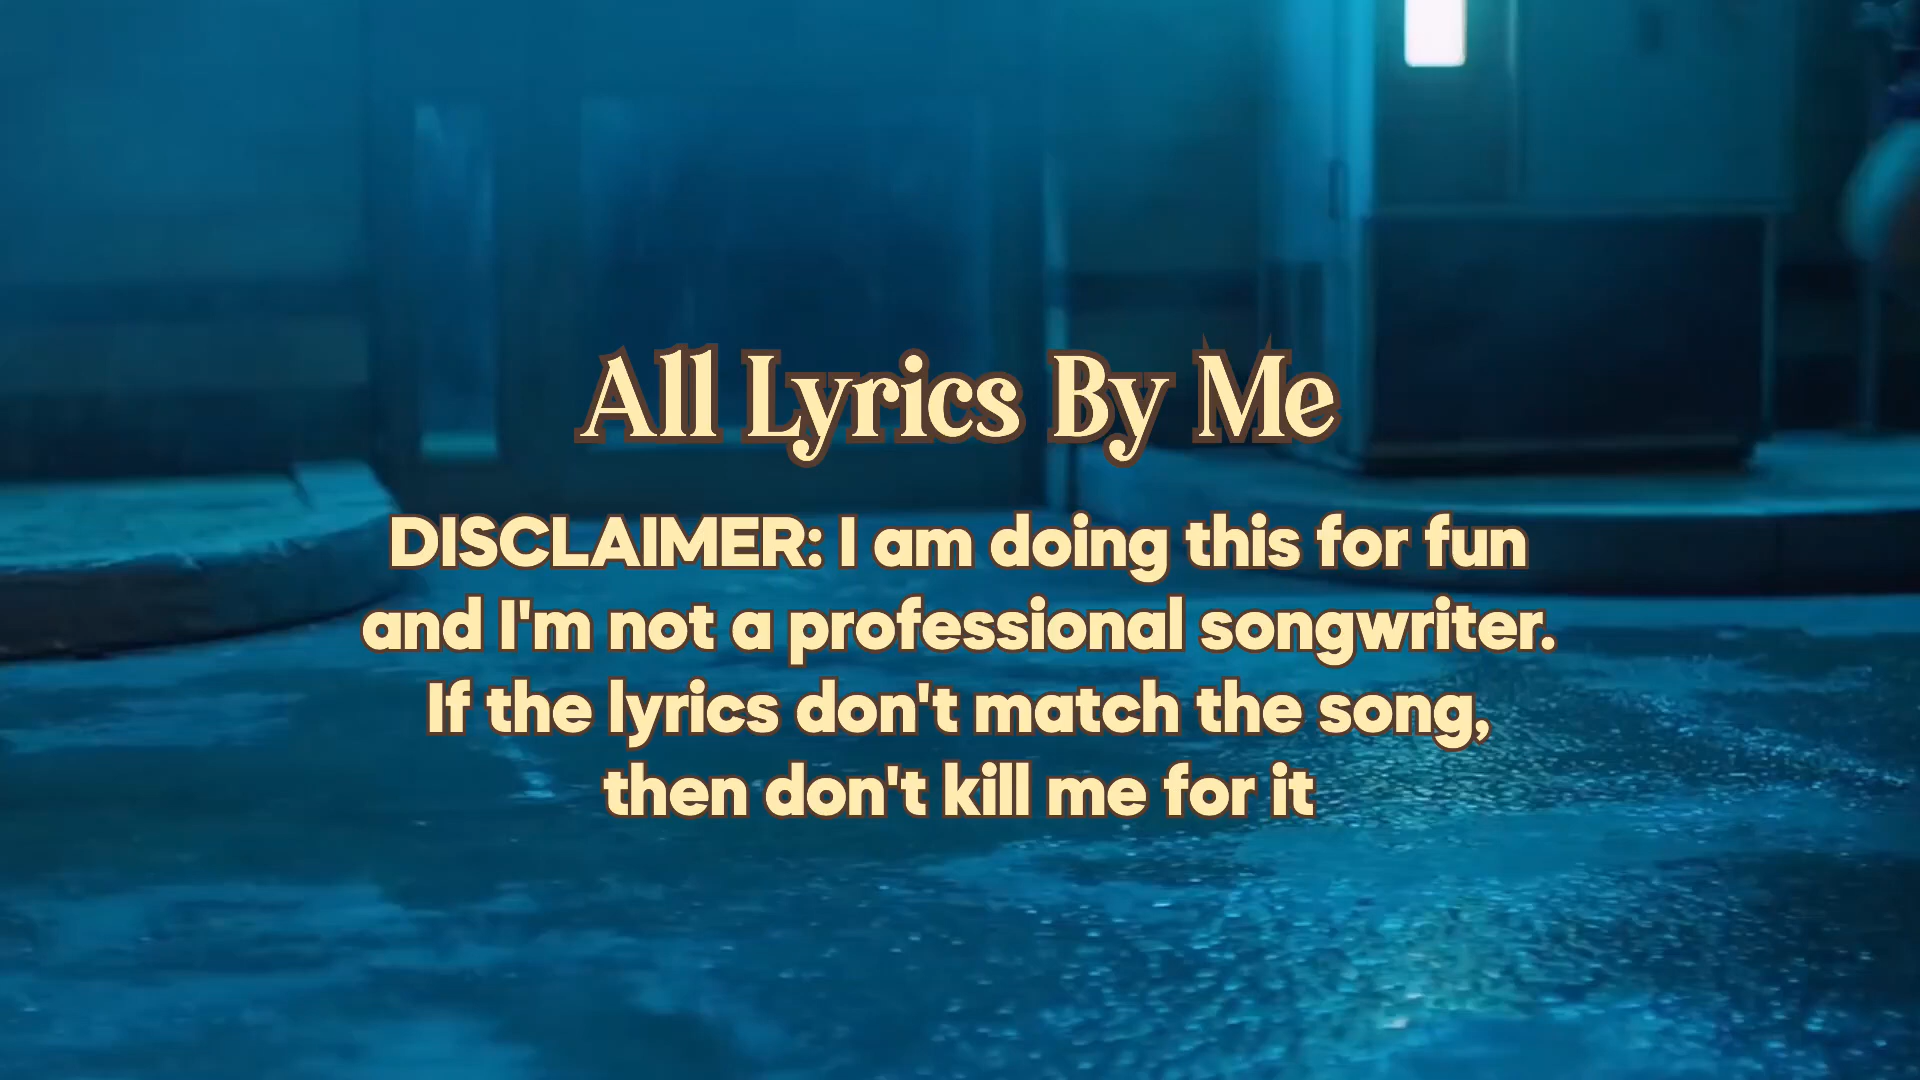 All Lyrics By Me
DISCLAIMER: I am doing this for fun
and I'm not a professional songwriter.
If the lyrics don't match the song,
then don't kill me for it